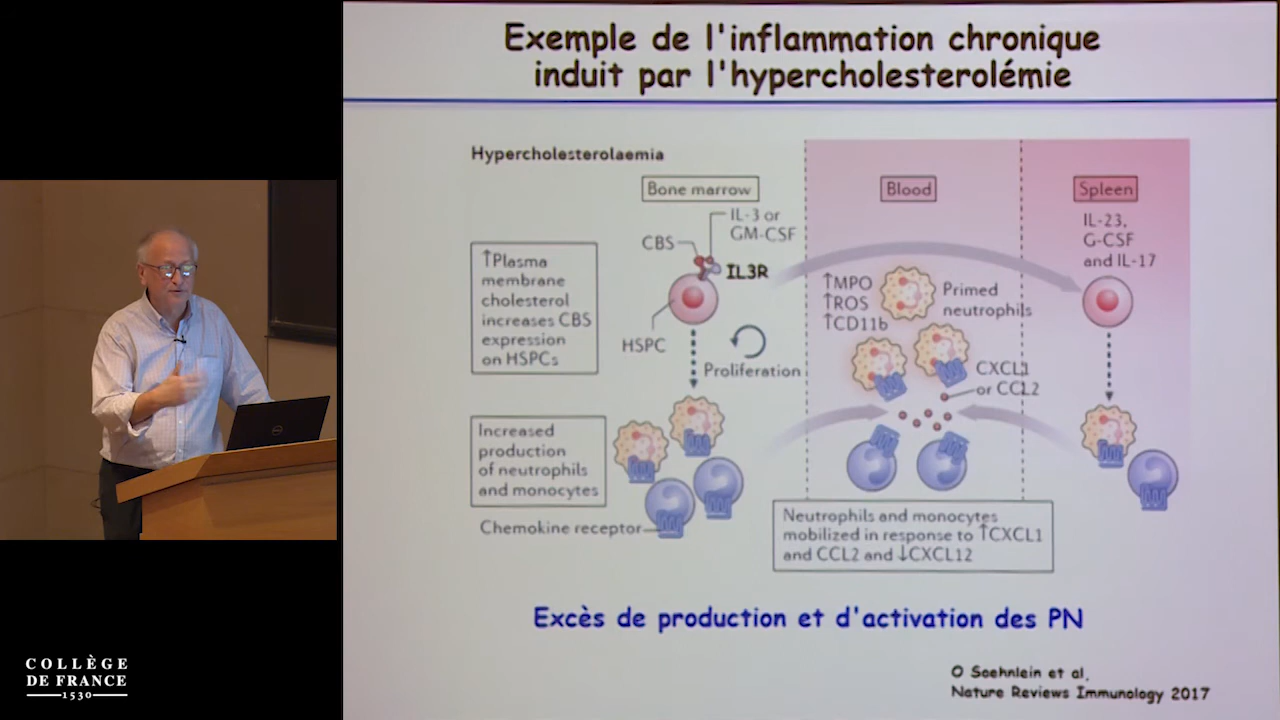 Exemple de l'inflammation chronique
induit par l'hypercholesterolémie
Hypercholesterolaemia
Bone marrow
Blood
Spleen
IL-3 or
GM-CSF
CBS
IL3R
HSPC
Proliferation
↑Plasma
membrane
cholesterol
increases CBS
expression
on HSPCs
Increased
production
of neutrophils
and monocytes
Chemokine receptor
↑MPO
↑ROS
↑CD11b
Primed
neutrophils
CXCL1
or CCL2
IL-23,
G-CSF
and IL-17
Neutrophils and monocytes
mobilized in response to ↑CXCL1
and CCL2 and ↓CXCL12
Excès de production et d'activation des PN
O Soehnlein et al.
Nature Reviews Immunology 2017
COLLÈGE
DE FRANCE
1530
DELL